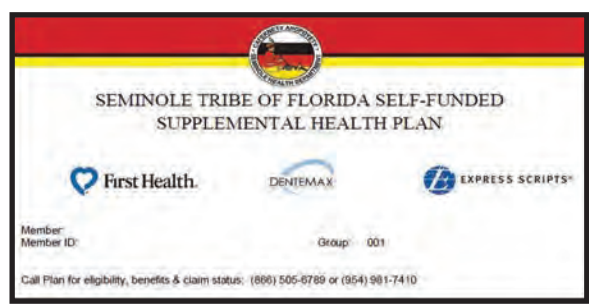 SEMINOLE TRIBE OF FLORIDA SELF-FUNDED
SUPPLEMENTAL HEALTH PLAN
First Health.
DENTEMAX
EXPRESS SCRIPTS®
Member:
Member ID:
Group: 001
Call Plan for eligibility, benefits & claim status: (866) 505-6789 or (954) 981-7410